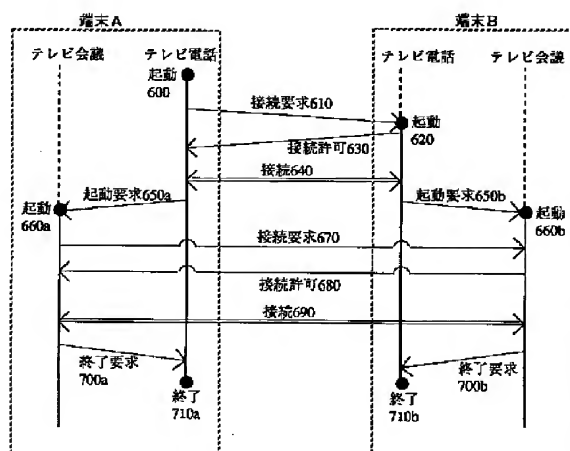 端末A
端末B
テレビ会議
テレビ電話
テレビ電話
テレビ会議
起動
600
接続要求610
起動
620
接続許可630
接続640
起動要求650a
起動要求650b
起動
660a
起動
660b
接続要求670
接続許可680
接続690
終了要求
700a
終了要求
700b
終了
710a
終了
710b